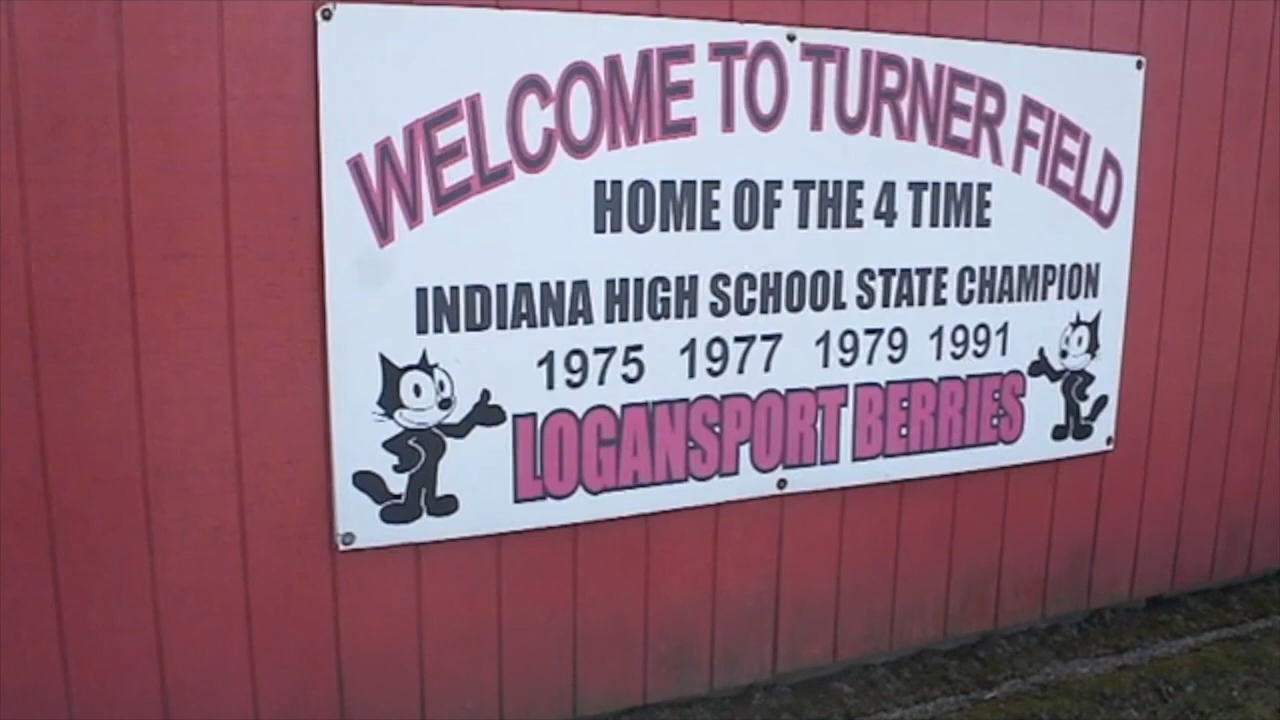 WELCOME TO TURNER FIELD
HOME OF THE 4 TIME
INDIANA HIGH SCHOOL STATE CHAMPION
1975 1977 1979 1991
LOGANSPORT BERRIES